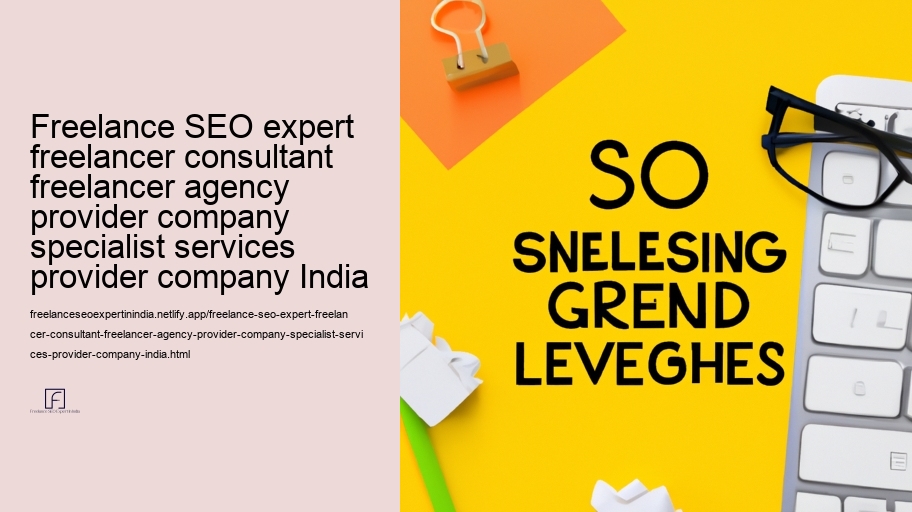 Freelance SEO expert
freelancer consultant
freelancer agency
provider company
specialist services
provider company India
freelanceseoexpertinindia.netlify.app/freelance-seo-expert-freelan
cer-consultant-freelancer-agency-provider-company-specialist-servi
ces-provider-company-india.html
SO
SNELESING
GREND
LEVEGHES